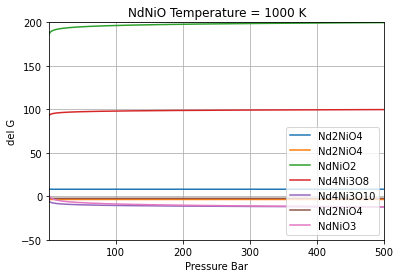 NdNiO Temperature = 1000 K
200
150
100
50
0
−50
del G
100
200
300
400
500
Pressure Bar
Nd2NiO4
Nd2NiO4
NdNiO2
Nd4Ni3O8
Nd4Ni3O10
Nd2NiO4
NdNiO3